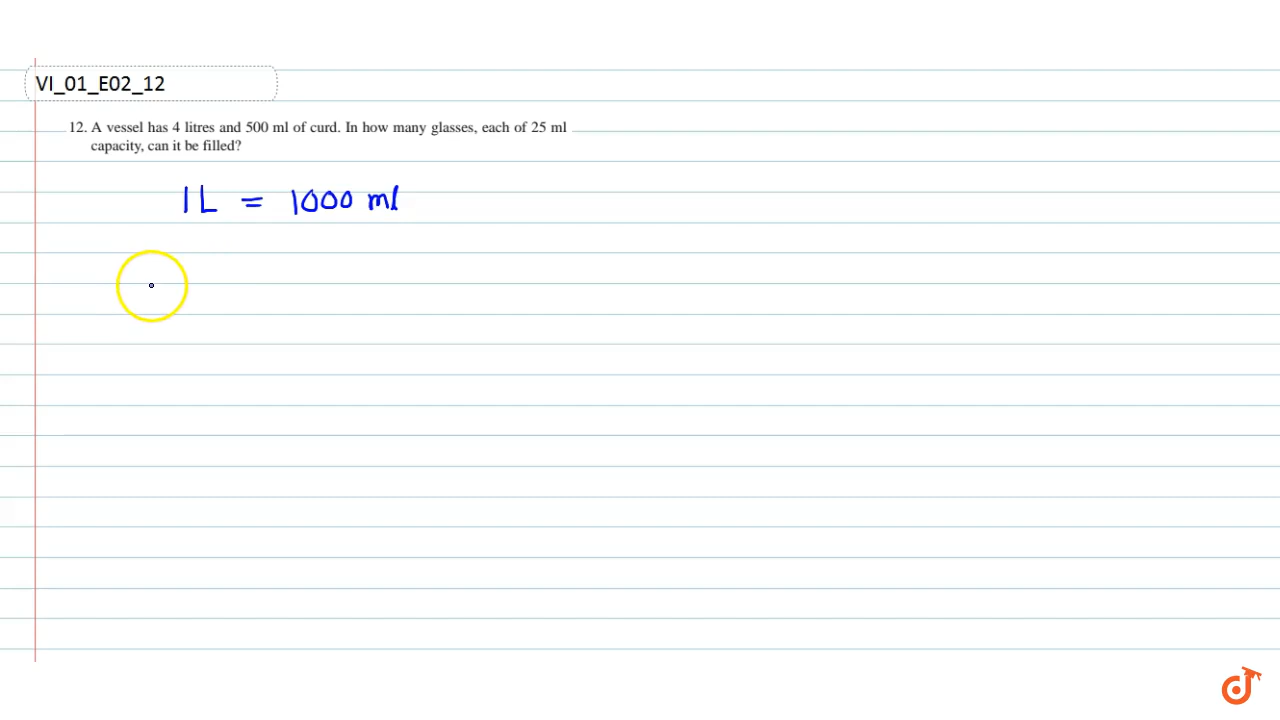 VI_01_E02_12
12. A vessel has 4 litres and 500 ml of curd. In how many glasses, each of 25 ml
capacity, can it be filled?
1L = 1000 ml